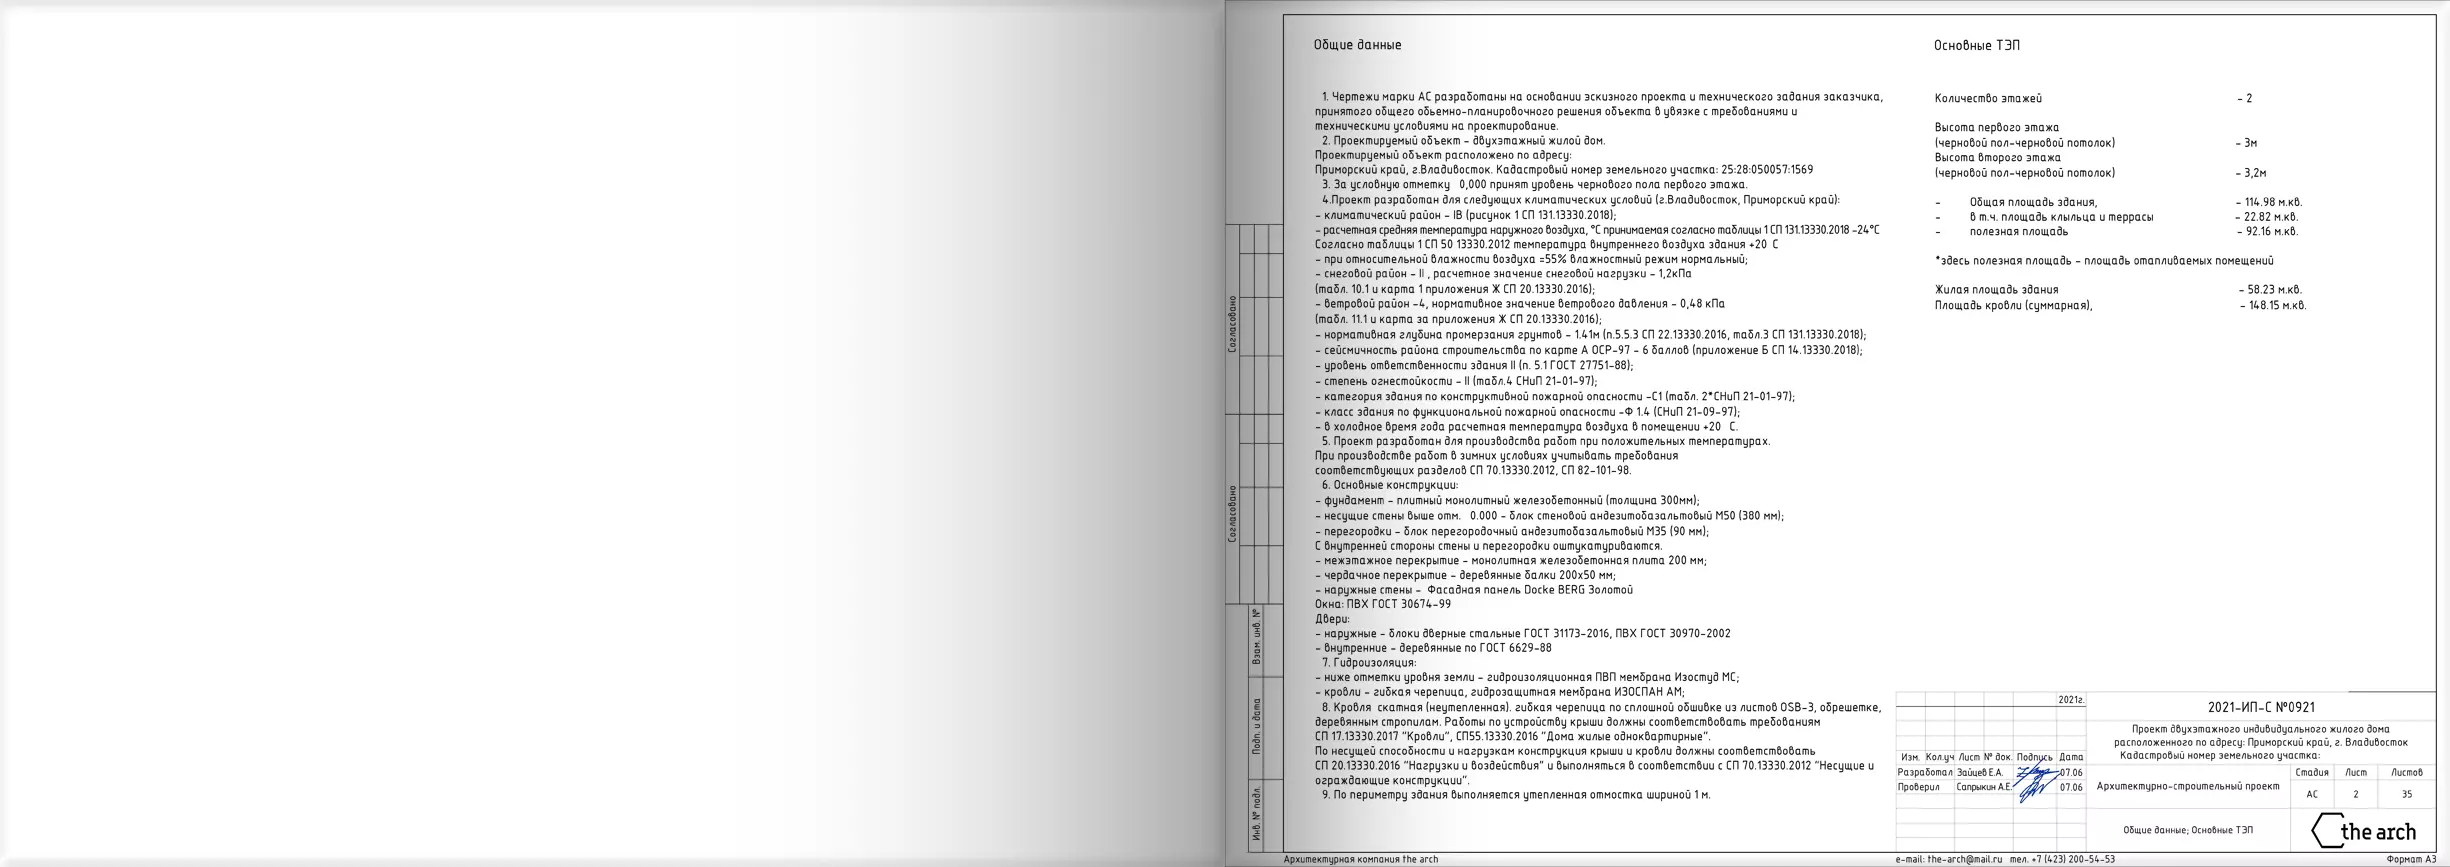 Общие данные
1. Чертежи марки АС разработаны на основании эскизного проекта и технического задания заказчика,
принятого общего обьемно-планировочного решения объекта в увязке с требованиями и
техническими условиями на проектирование.
2. Проектируемый объект - двухэтажный жилой дом.
Проектируемый объект расположено по адресу:
Приморский край, г.Владивосток. Кадастровый номер земельного участка: 25:28:050057:1569
3. За условную отметку 0,000 принят уровень чернового пола первого этажа.
4.Проект разработан для следующих климатических условий (г.Владивосток, Приморский край):
- климатический район - IВ (рисунок 1 СП 131.13330.2018);
- расчетная средняя температура наружного воздуха, °С принимаемая согласно таблицы 1 СП 131.13330.2018 -24°С
Согласно таблицы 1 СП 50 13330.2012 температура внутреннего воздуха здания +20 С
- при относительной влажности воздуха =55% влажностный режим нормальный;
- снеговой район - II , расчетное значение снеговой нагрузки - 1,2кПа
(табл. 10.1 и карта 1 приложения Ж СП 20.13330.2016);
- ветровой район -4, нормативное значение ветрового давления - 0,48 кПа
(табл. 11.1 и карта за приложения Ж СП 20.13330.2016);
- нормативная глубина промерзания грунтов - 1.41м (п.5.5.3 СП 22.13330.2016, табл.3 СП 131.13330.2018);
- сейсмичность района строительства по карте А ОСР-97 - 6 баллов (приложение Б СП 14.13330.2018);
- уровень ответственности здания II (п. 5.1 ГОСТ 27751-88);
- степень огнестойкости - II (табл.4 СНиП 21-01-97);
- категория здания по конструктивной пожарной опасности -С1 (табл. 2*СНиП 21-01-97);
- класс здания по функциональной пожарной опасности -Ф 1.4 (СНиП 21-09-97);
- в холодное время года расчетная температура воздуха в помещении +20 С.
5. Проект разработан для производства работ при положительных температурах.
При производстве работ в зимних условиях учитывать требования
соответствующих разделов СП 70.13330.2012, СП 82-101-98.
6. Основные конструкции:
- фундамент - плитный монолитный железобетонный (толщина 300мм);
- несущие стены выше отм. 0.000 - блок стеновой андезитобазальтовый М50 (380 мм);
- перегородки - блок перегородочный андезитобазальтовый М35 (90 мм);
С внутренней стороны стены и перегородки оштукатуриваются.
- межэтажное перекрытие - монолитная железобетонная плита 200 мм;
- чердачное перекрытие - деревянные балки 200х50 мм;
- наружные стены - Фасадная панель Docke BERG Золотой
Окна: ПВХ ГОСТ 30674-99
Двери:
- наружные - блоки дверные стальные ГОСТ 31173-2016, ПВХ ГОСТ 30970-2002
- внутренние - деревянные по ГОСТ 6629-88
7. Гидроизоляция:
- ниже отметки уровня земли - гидроизоляционная ПВП мембрана Изостуд МС;
- кровли - гибкая черепица, гидрозащитная мембрана ИЗОСПАН АМ;
8. Кровля скатная (неутепленная). гибкая черепица по сплошной обшивке из листов OSB-3, обрешетке,
деревянным стропилам. Работы по устройству крыши должны соответствовать требованиям
СП 17.13330.2017 "Кровли", СП55.13330.2016 "Дома жилые одноквартирные".
По несущей способности и нагрузкам конструкция крыши и кровли должны соответствовать
СП 20.13330.2016 "Нагрузки и воздействия" и выполняться в соответствии с СП 70.13330.2012 "Несущие и
ограждающие конструкции".
9. По периметру здания выполняется утепленная отмостка шириной 1 м.
Основные ТЭП
Количество этажей - 2
Высота первого этажа
(черновой пол-черновой потолок) - 3м
Высота второго этажа
(черновой пол-черновой потолок) - 3,2м
- Общая площадь здания, - 114.98 м.кв.
- в т.ч. площадь клыльца и террасы - 22.82 м.кв.
- полезная площадь - 92.16 м.кв.
*здесь полезная площадь - площадь отапливаемых помещений
Жилая площадь здания - 58.23 м.кв.
Площадь кровли (суммарная), - 148.15 м.кв.
Согласовано
Согласовано
Взам. инв. №
Подп. и дата
Инв. № подл.
2021г.
2021-ИП-С №0921
Проект двухэтажного индивидуального жилого дома
расположенного по адресу: Приморский край, г. Владивосток
Кадастровый номер земельного участка:
Изм. Кол.уч Лист № док. Подпись Дата
Разработал Зайцев Е.А. 07.06
Проверил Сапрыкин А.Е. 07.06
Архитектурно-строительный проект
Стадия Лист Листов
АС 2 35
Общие данные; Основные ТЭП
the arch
Архитектурная компания the arch
e-mail: the-arch@mail.ru тел. +7 (423) 200-54-53
Формат А3